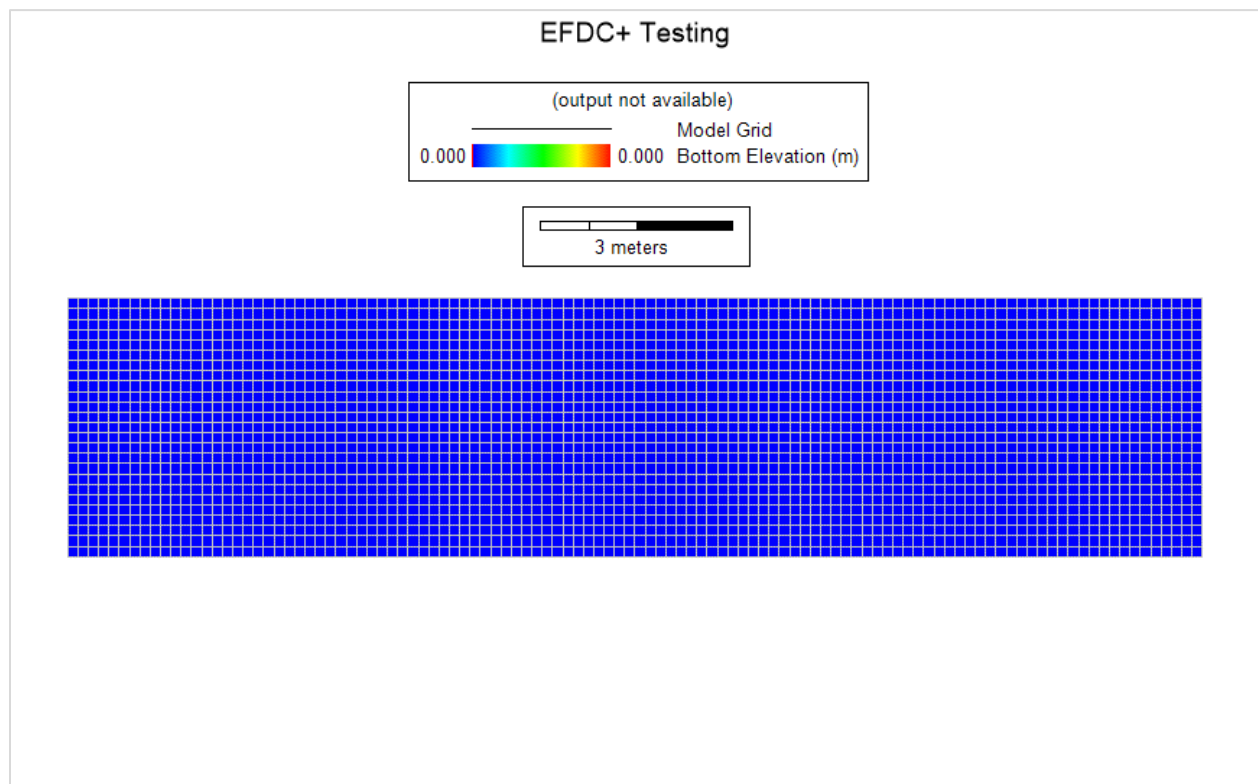 EFDC+ Testing
(output not available)
Model Grid
0.000 0.000 Bottom Elevation (m)
3 meters